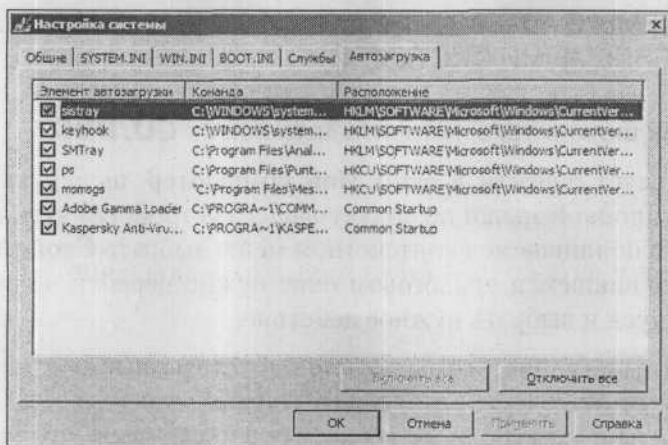 Настройка системы
Общие SYSTEM.INI WIN.INI BOOT.INI Службы Автозагрузка
Элемент автозагрузки Команда Расположение
sistray C:\WINDOWS\system... HKLM\SOFTWARE\Microsoft\Windows\CurrentVer...
keyhook C:\WINDOWS\system... HKLM\SOFTWARE\Microsoft\Windows\CurrentVer...
SMTray C:\Program Files\Anal... HKLM\SOFTWARE\Microsoft\Windows\CurrentVer...
ps C:\Program Files\Punt... HKCU\SOFTWARE\Microsoft\Windows\CurrentVer...
msmsgs "C:\Program Files\Mes... HKCU\SOFTWARE\Microsoft\Windows\CurrentVer...
Adobe Gamma Loader C:\PROGRA~1\COMM... Common Startup
Kaspersky Anti-Viru... C:\PROGRA~1\KASPE... Common Startup
Включить все Отключить все
OK Отмена Применить Справка